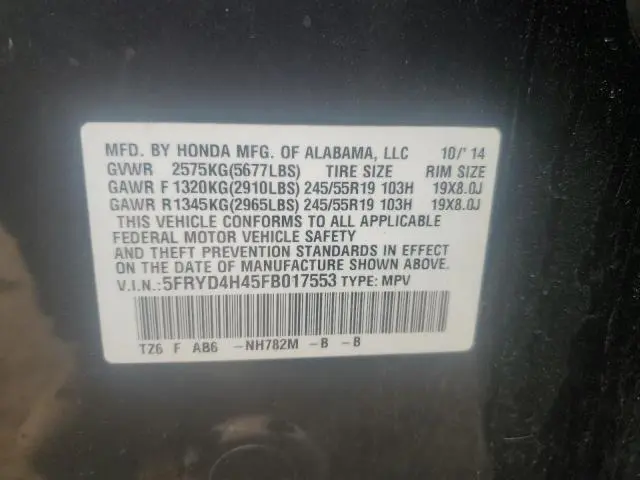 MFD. BY HONDA MFG. OF ALABAMA, LLC 10/'14
GVWR 2575KG(5677LBS) TIRE SIZE RIM SIZE
GAWR F 1320KG(2910LBS) 245/55R19 103H 19X8.0J
GAWR R 1345KG(2965LBS) 245/55R19 103H 19X8.0J
THIS VEHICLE CONFORMS TO ALL APPLICABLE
FEDERAL MOTOR VEHICLE SAFETY
AND THEFT PREVENTION STANDARDS IN EFFECT
ON THE DATE OF MANUFACTURE SHOWN ABOVE.
V.I.N.:5FRYD4H45FB017553 TYPE: MPV
TZ6 F AB6 -NH782M -B -B